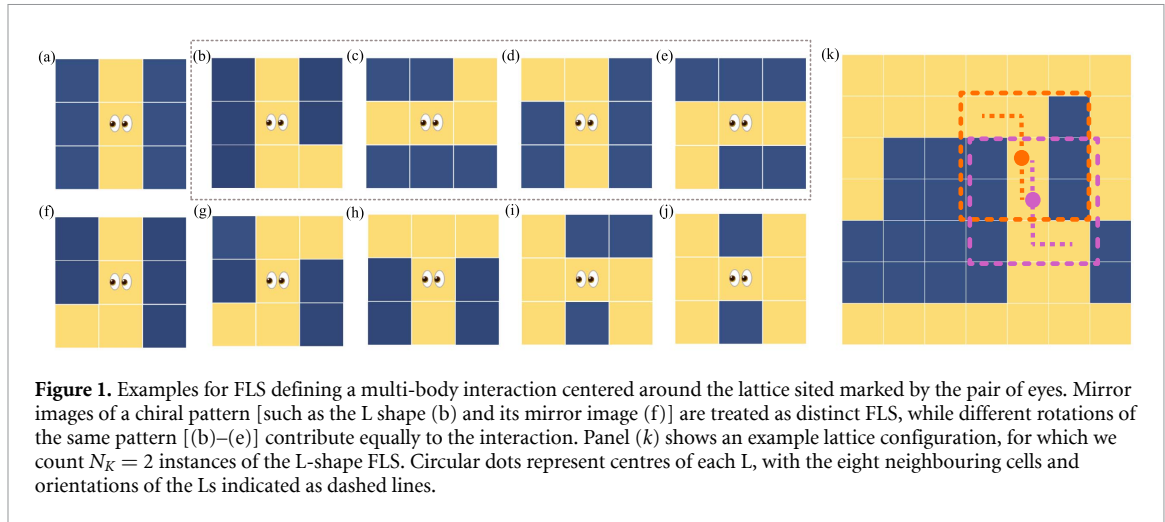 (a) (b) (c) (d) (e) (k)
(f) (g) (h) (i) (j)
Figure 1. Examples for FLS defining a multi-body interaction centered around the lattice sited marked by the pair of eyes. Mirror
images of a chiral pattern [such as the L shape (b) and its mirror image (f)] are treated as distinct FLS, while different rotations of
the same pattern [(b)–(e)] contribute equally to the interaction. Panel (k) shows an example lattice configuration, for which we
count N_K = 2 instances of the L-shape FLS. Circular dots represent centres of each L, with the eight neighbouring cells and
orientations of the Ls indicated as dashed lines.